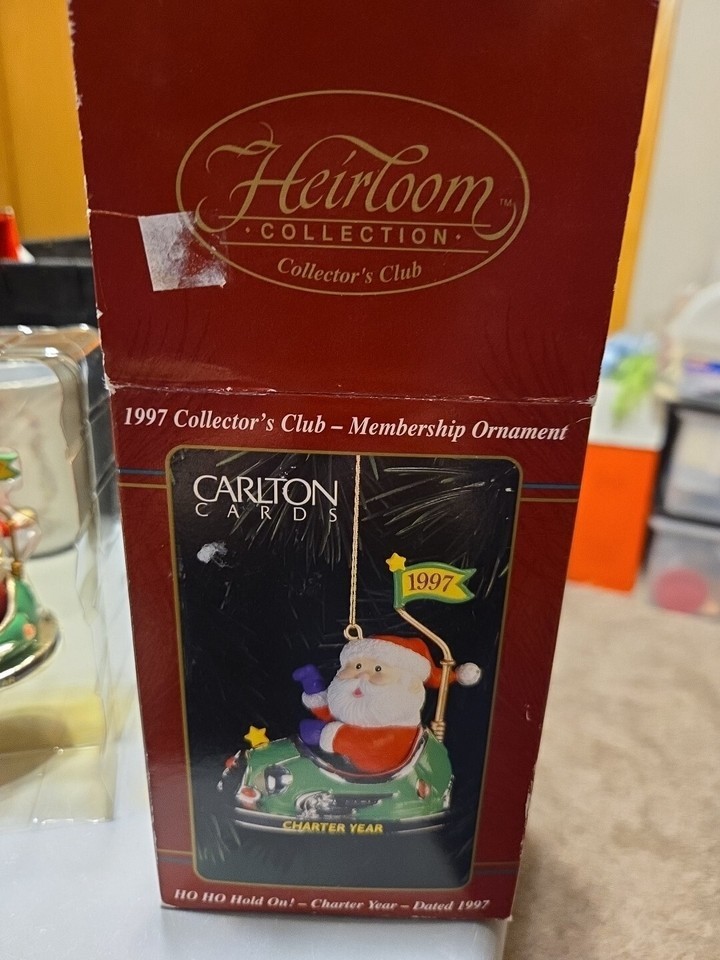 Heirloom TM
• COLLECTION •
Collector's Club
1997 Collector's Club – Membership Ornament
CARLTON
CARDS
1997
CHARTER YEAR
HO HO Hold On! – Charter Year – Dated 1997